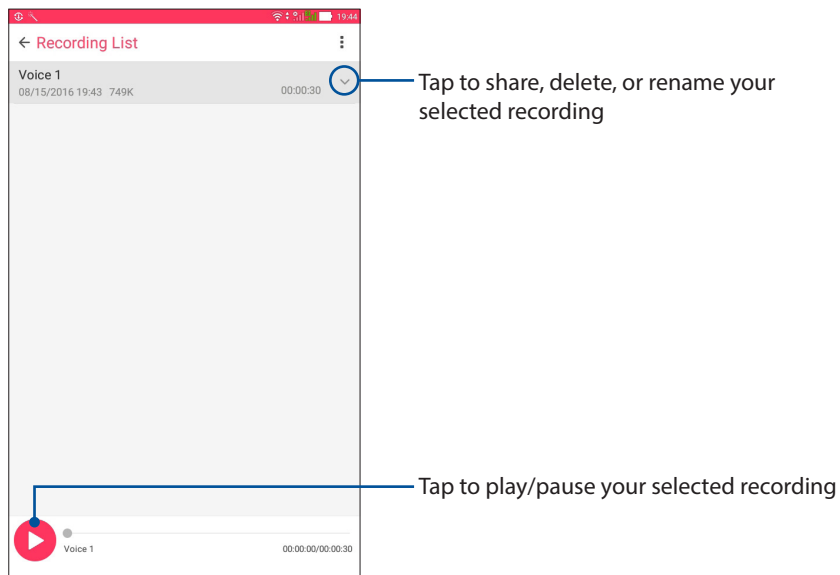 19:44
Recording List
Voice 1
08/15/2016 19:43 749K 00:00:30
Tap to share, delete, or rename your
selected recording
Tap to play/pause your selected recording
Voice 1 00:00:00/00:00:30